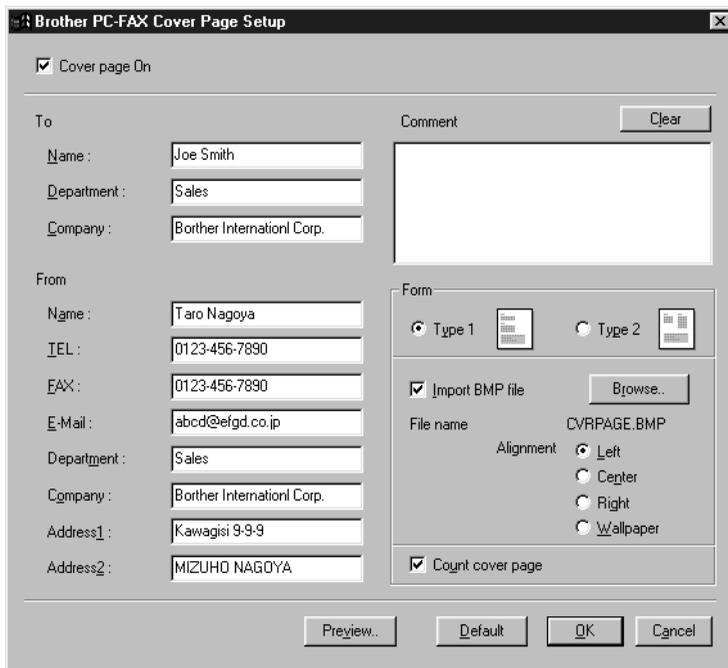 Brother PC-FAX Cover Page Setup
Cover page On
To
Name : Joe Smith
Department : Sales
Company : Borther Internationl Corp.
From
Name : Taro Nagoya
TEL : 0123-456-7890
FAX : 0123-456-7890
E-Mail : abcd@efgd.co.jp
Department : Sales
Company : Borther Internationl Corp.
Address1 : Kawagisi 9-9-9
Address2 : MIZUHO NAGOYA
Comment
Clear
Form
Type 1 Type 2
Import BMP file Browse..
File name CVRPAGE.BMP
Alignment Left
Center
Right
Wallpaper
Count cover page
Preview.. Default OK Cancel